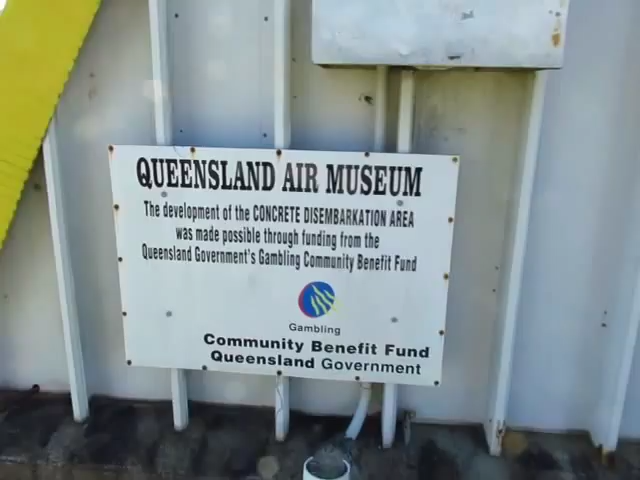 QUEENSLAND AIR MUSEUM
The development of the CONCRETE DISEMBARKATION AREA
was made possible through funding from the
Queensland Government's Gambling Community Benefit Fund
Gambling
Community Benefit Fund
Queensland Government